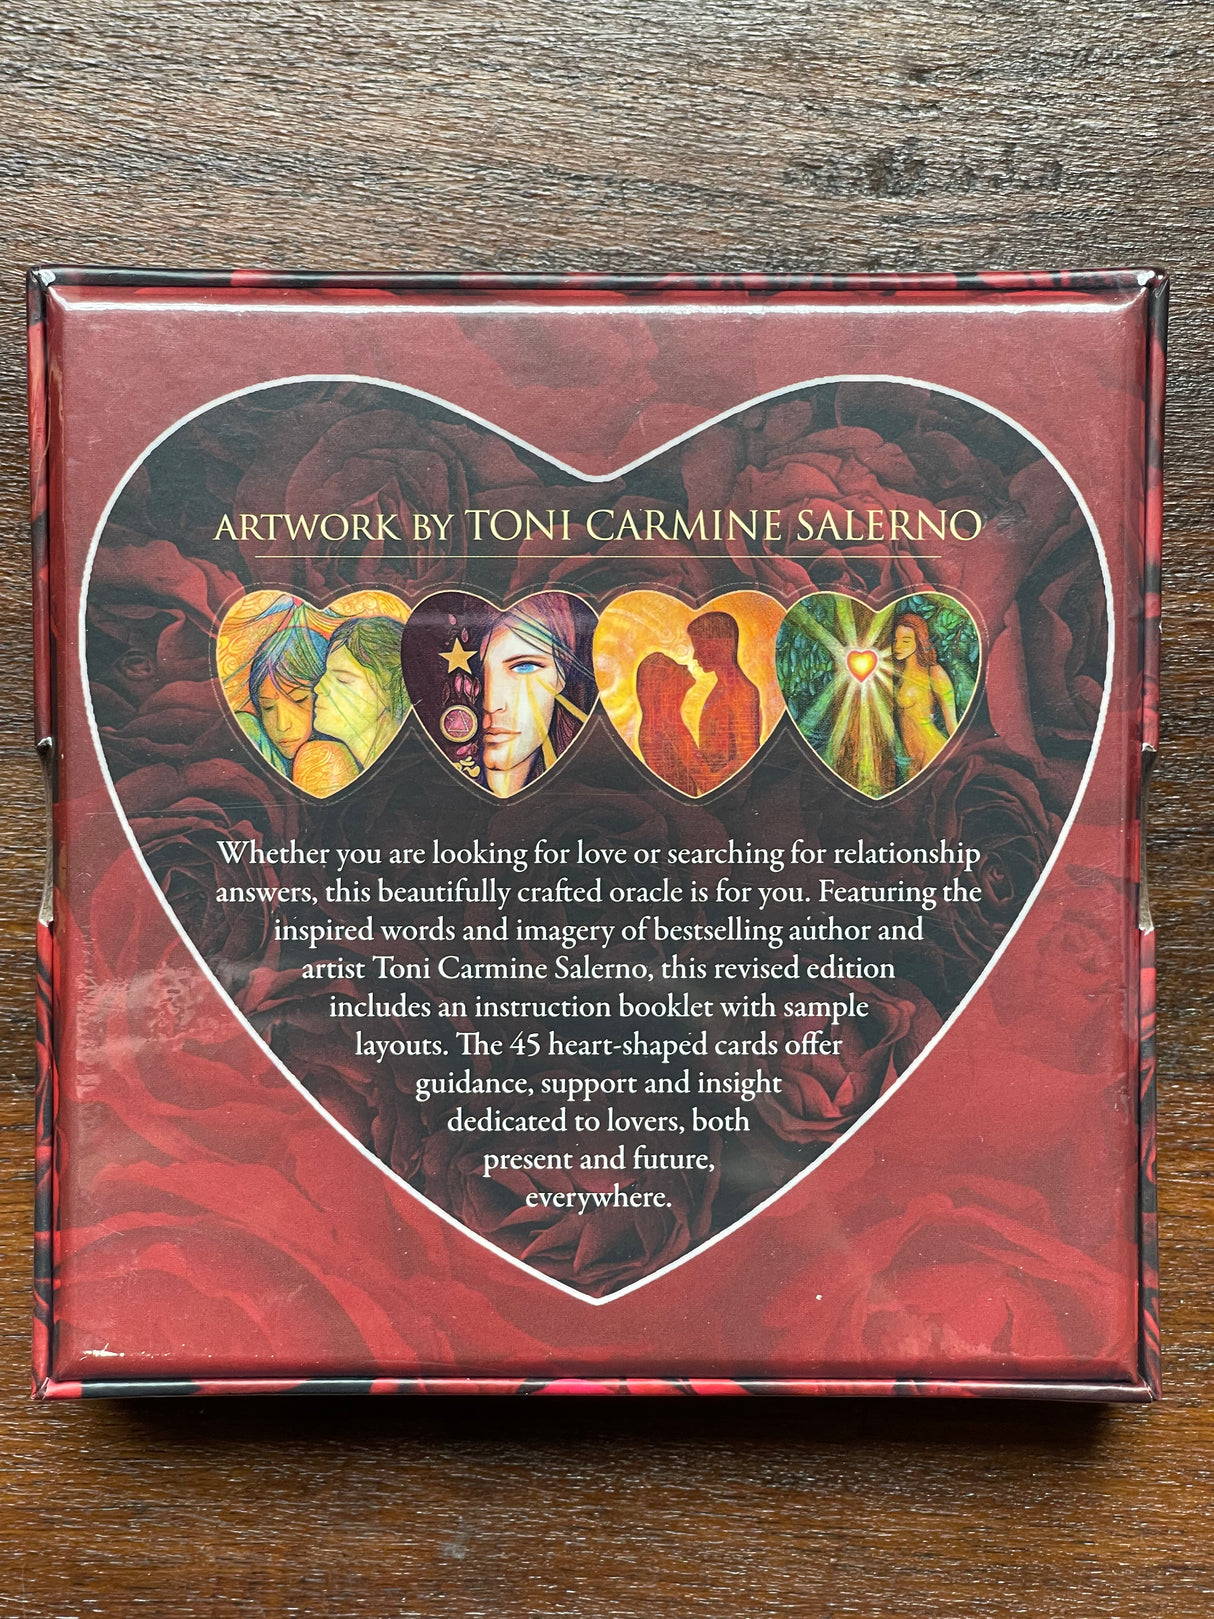 ARTWORK BY TONI CARMINE SALERNO
Whether you are looking for love or searching for relationship
answers, this beautifully crafted oracle is for you. Featuring the
inspired words and imagery of bestselling author and
artist Toni Carmine Salerno, this revised edition
includes an instruction booklet with sample
layouts. The 45 heart-shaped cards offer
guidance, support and insight
dedicated to lovers, both
present and future,
everywhere.